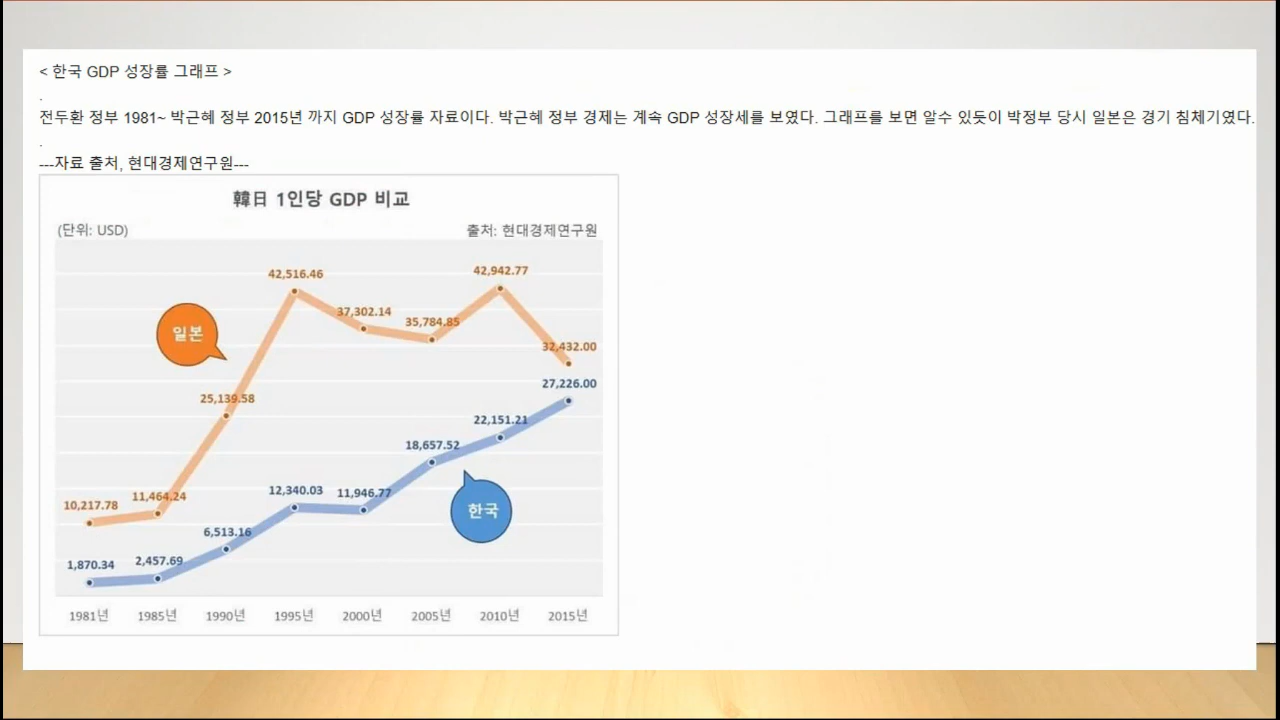 < 한국 GDP 성장률 그래프 >
.
전두환 정부 1981~ 박근혜 정부 2015년 까지 GDP 성장률 자료이다. 박근혜 정부 경제는 계속 GDP 성장세를 보였다. 그래프를 보면 알수 있듯이 박정부 당시 일본은 경기 침체기였다.
.
---자료 출처, 현대경제연구원---
韓日 1인당 GDP 비교
(단위: USD)
출처: 현대경제연구원
42,516.46
42,942.77
37,302.14
35,784.85
일본
32,432.00
27,226.00
25,139.58
22,151.21
18,657.52
10,217.78
11,464.24
12,340.03
11,946.77
한국
6,513.16
1,870.34
2,457.69
1981년 1985년 1990년 1995년 2000년 2005년 2010년 2015년